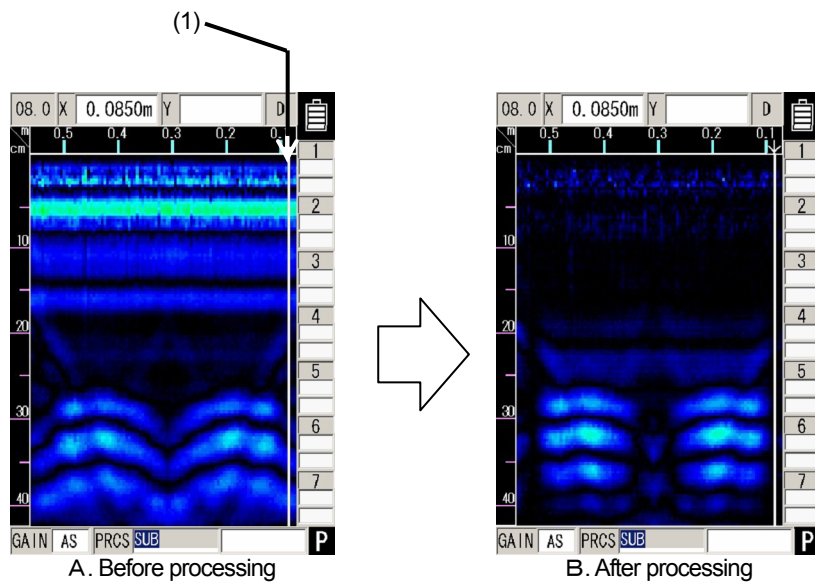 (1)
08.0 X 0.0850m Y D
m 0.5 0.4 0.3 0.2 0.1
cm
1
2
10
3
4
20
5
30
6
7
40
GAIN AS PRCS SUB P
A. Before processing
08.0 X 0.0850m Y D
m 0.5 0.4 0.3 0.2 0.1
cm
1
2
10
3
4
20
5
30
6
7
40
GAIN AS PRCS SUB P
B. After processing